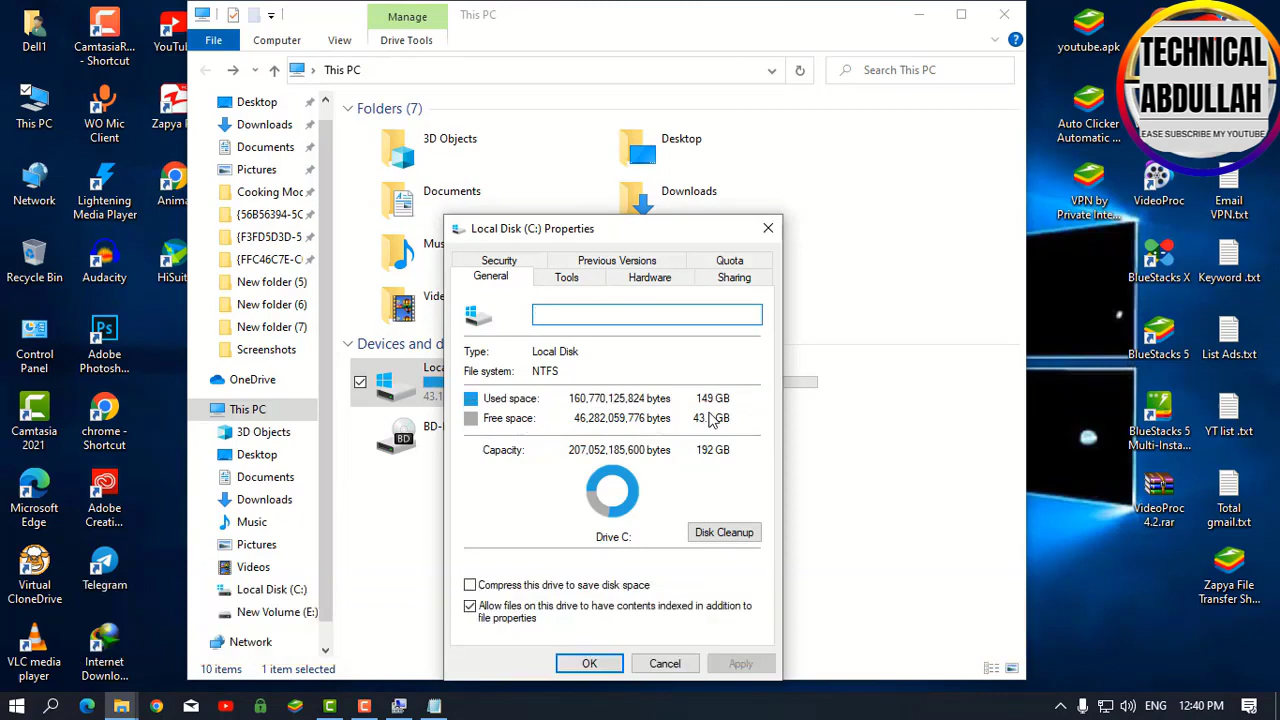 Dell1
CamtasiaR...
- Shortcut
This PC
WO Mic
Client
Network
Lightening
Media Player
Recycle Bin
Audacity
Control
Panel
Adobe
Photosh...
Camtasia
2021
chrome -
Shortcut
Microsoft
Edge
Adobe
Creati...
Virtual
CloneDrive
Telegram
VLC media
player
Internet
Downlo...
Manage
This PC
File
Computer
View
Drive Tools
This PC
Search This PC
Desktop
Downloads
Documents
Pictures
Cooking Moc
{56B56394-5C
{F3FD5D3D-5
{FFC46C7E-C
New folder (5)
New folder (6)
New folder (7)
Screenshots
OneDrive
This PC
3D Objects
Desktop
Documents
Downloads
Music
Pictures
Videos
Local Disk (C:)
New Volume (E:)
Network
Folders (7)
3D Objects
Desktop
Documents
Downloads
Devices and d
BD
10 items
1 item selected
Local Disk (C:) Properties
Security
Previous Versions
Quota
General
Tools
Hardware
Sharing
Type: Local Disk
File system: NTFS
Used space: 160,770,125,824 bytes 149 GB
Free space: 46,282,059,776 bytes GB
Capacity: 207,052,185,600 bytes 192 GB
Drive C:
Disk Cleanup
Compress this drive to save disk space
Allow files on this drive to have contents indexed in addition to
file properties
OK
Cancel
Apply
youtube.apk
Auto Clicker
Automatic ...
VPN by
Private Inte...
VideoProc
Email
VPN.txt
BlueStacks X
Keyword .txt
BlueStacks 5
List Ads.txt
BlueStacks 5
Multi-Insta...
YT list .txt
VideoProc
4.2.rar
Total
gmail.txt
Zapya File
Transfer Sh...
TECHNICAL
ABDULLAH
EASE SUBSCRIBE MY YOUTUBE
ENG
12:40 PM